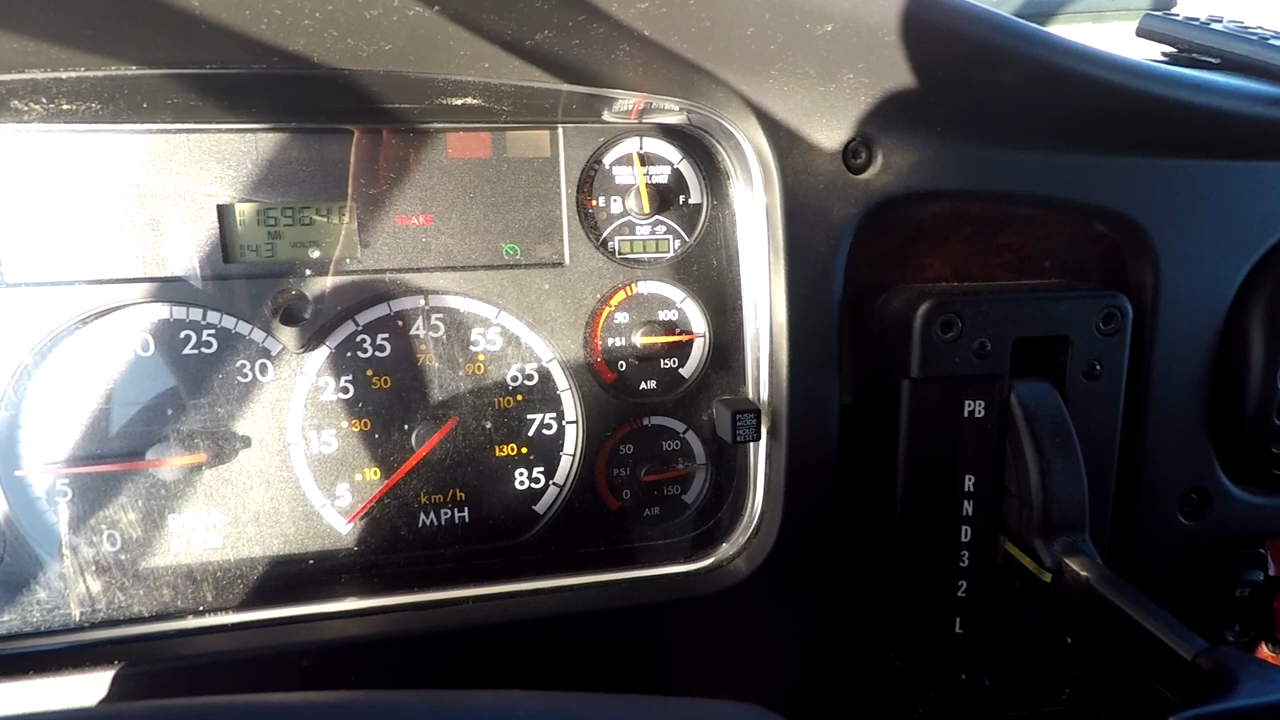 116964.8
MI
14.3 VOLTS
BRAKE
E F
DEF
E F
50 100
PSI
0 150
AIR
50 100
PSI
0 150
AIR
PUSH-
MODE
HOLD-
RESET
0 5 25 30
5 15 25 35 45 55 65 75 85
10 30 50 70 90 110 130
km/h
MPH
PB
R
N
D
3
2
L